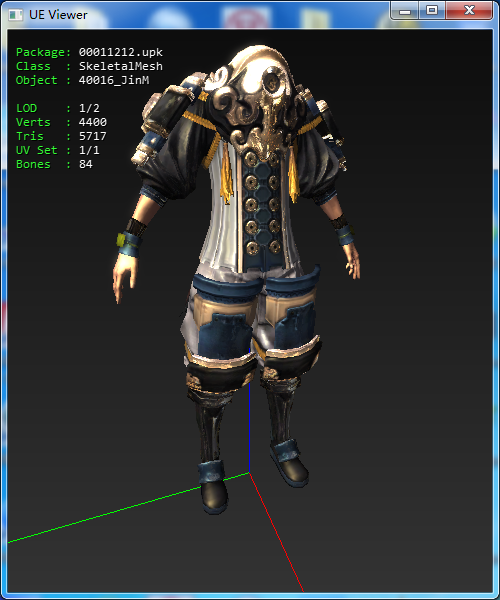 UE Viewer
Package: 00011212.upk
Class : SkeletalMesh
Object : 40016_JinM
LOD : 1/2
Verts : 4400
Tris : 5717
UV Set : 1/1
Bones : 84